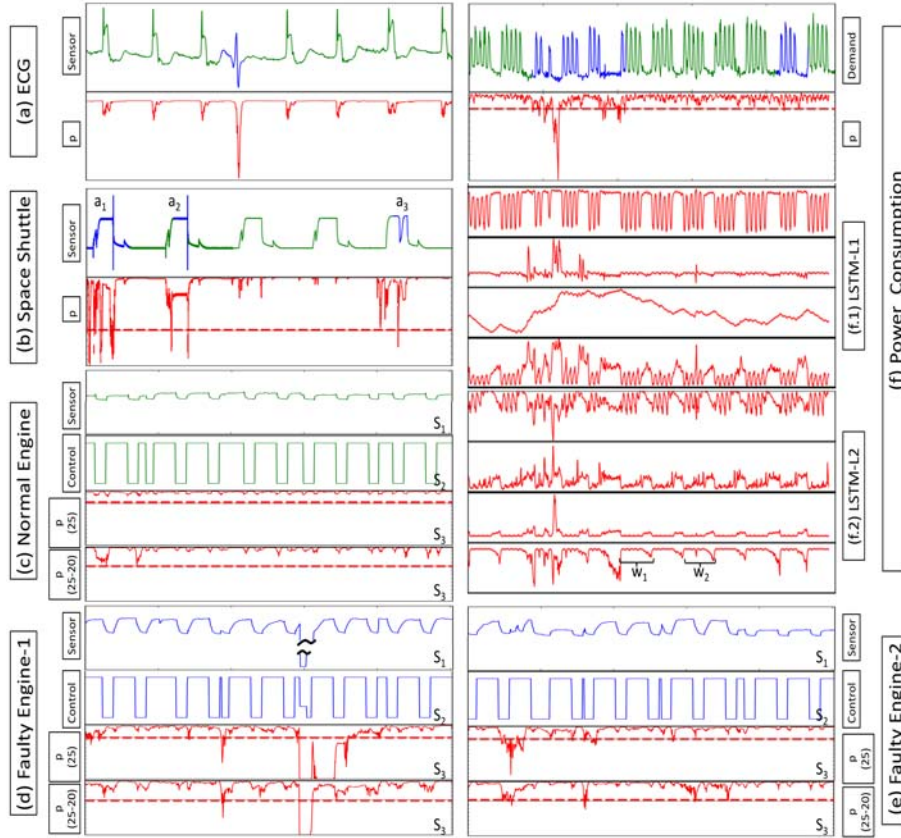 (a) ECG
Sensor
p
(b) Space Shuttle
Sensor
a1
a2
a3
p
(c) Normal Engine
Sensor
S1
Control
S2
p
(25)
S3
p
(25-20)
S3
(d) Faulty Engine-1
Sensor
S1
Control
S2
p
(25)
S3
p
(25-20)
S3
Demand
p
(f.1) LSTM-L1
(f.2) LSTM-L2
w1
w2
(f) Power Consumption
Sensor
S1
Control
S2
p
(25)
S3
p
(25-20)
S3
(e) Faulty Engine-2